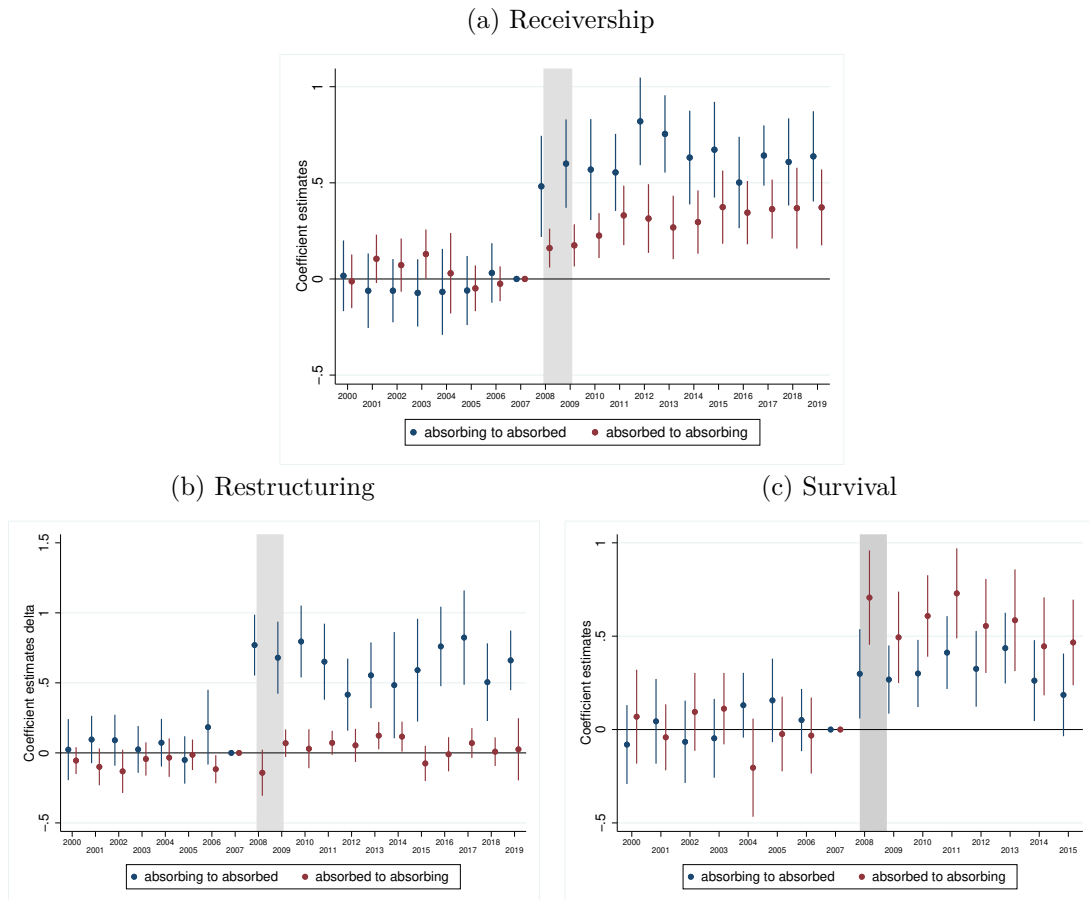 (a) Receivership
Coefficient estimates
1
.5
0
-.5
2000 2002 2004 2006 2008 2010 2012 2014 2016 2018
2001 2003 2005 2007 2009 2011 2013 2015 2017 2019
absorbing to absorbed absorbed to absorbing
(b) Restructuring
Coefficient estimates delta
1.5
1
.5
0
-.5
2000 2002 2004 2006 2008 2010 2012 2014 2016 2018
2001 2003 2005 2007 2009 2011 2013 2015 2017 2019
absorbing to absorbed absorbed to absorbing
(c) Survival
Coefficient estimates
1
.5
0
-.5
2000 2002 2004 2006 2008 2010 2012 2014
2001 2003 2005 2007 2009 2011 2013 2015
absorbing to absorbed absorbed to absorbing